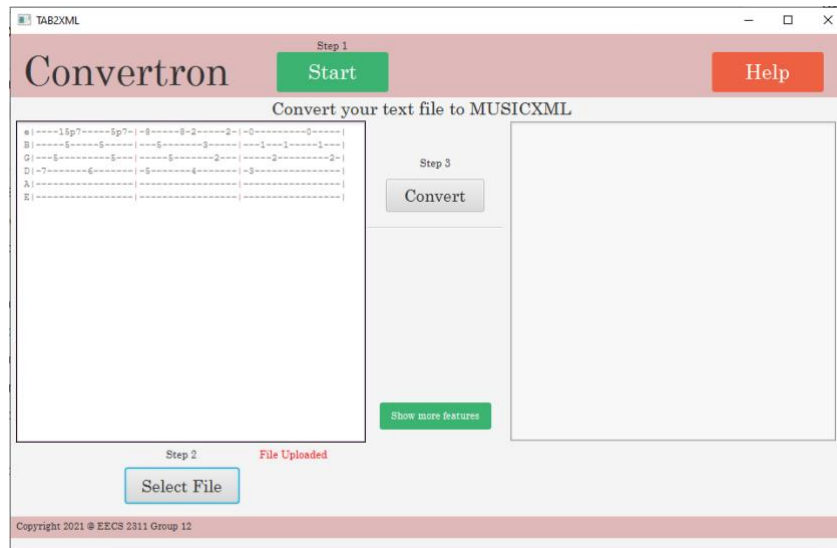 TAB2XML
Step 1
Convertron
Start
Help
Convert your text file to MUSICXML
e|----15p7-----5p7-|-8-----8-2-----2-|-0---------0-----|
B|-----5-----5-----|---5-------3-----|---1---1-----1---|
G|---5---------5---|-----5-------2---|-----2---------2-|
D|-7-------6-------|-5-------4-------|-3---------------|
A|-----------------|-----------------|-----------------|
E|-----------------|-----------------|-----------------|
Step 3
Convert
Show more features
Step 2
File Uploaded
Select File
Copyright 2021 @ EECS 2311 Group 12